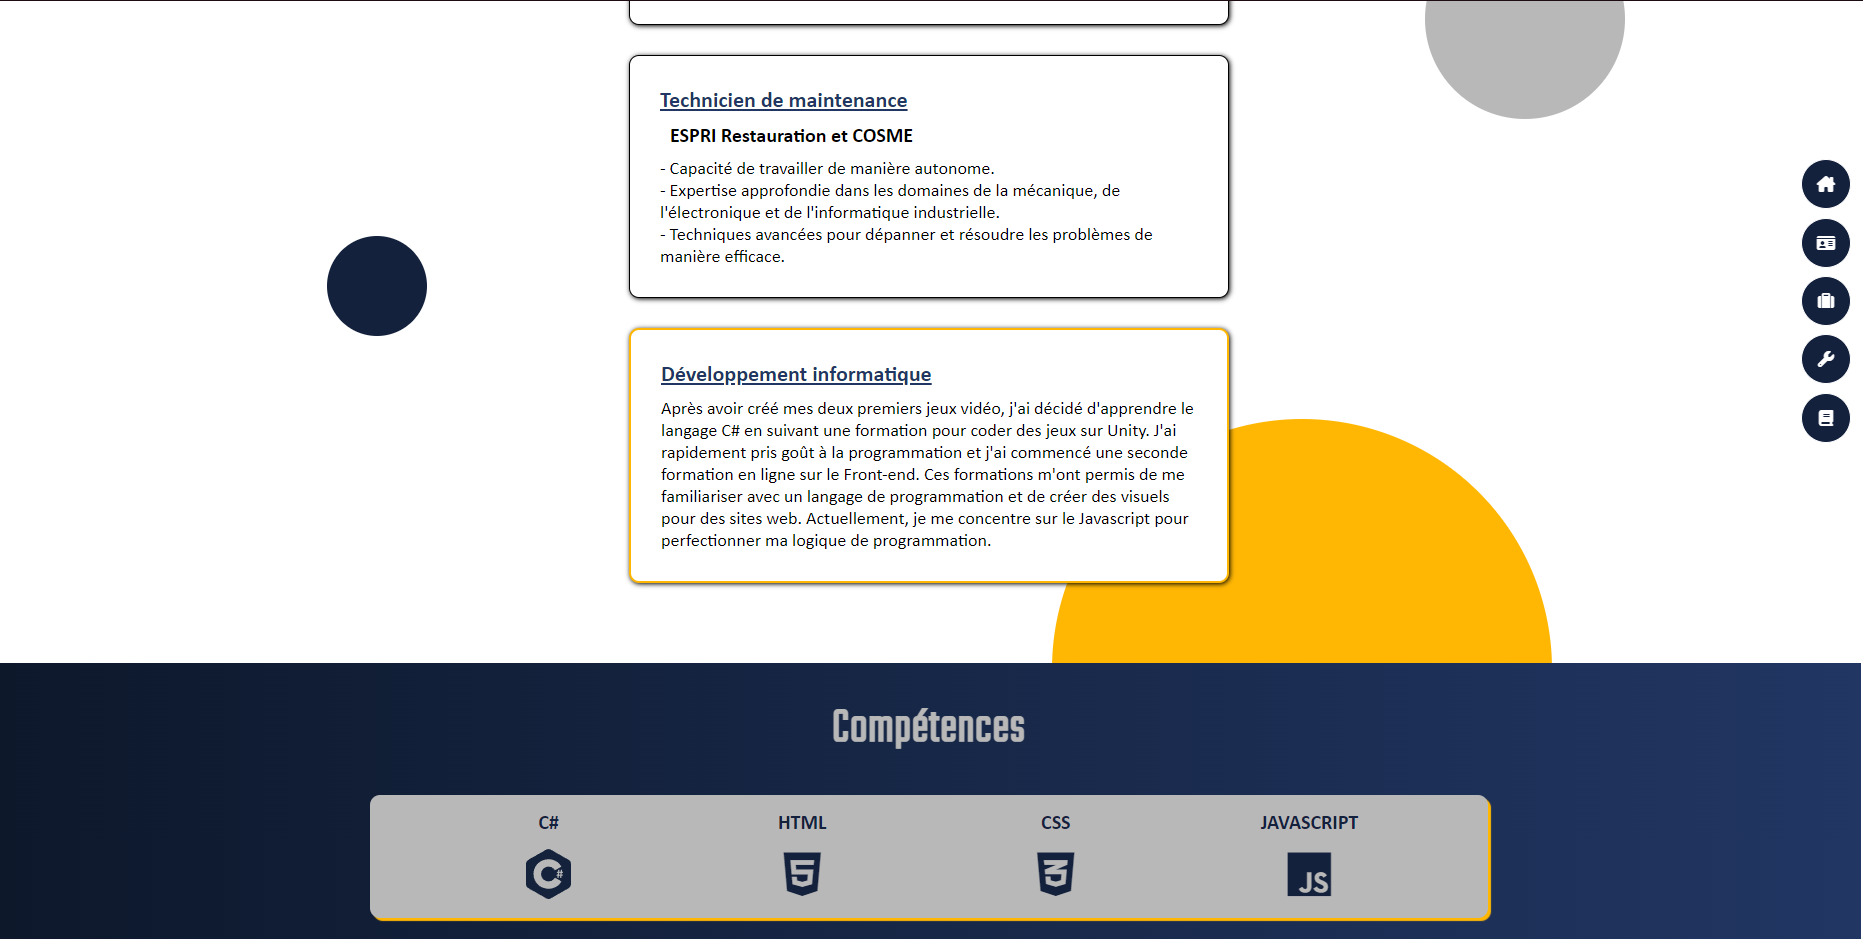 Technicien de maintenance
ESPRI Restauration et COSME
- Capacité de travailler de manière autonome.
- Expertise approfondie dans les domaines de la mécanique, de
l'électronique et de l'informatique industrielle.
- Techniques avancées pour dépanner et résoudre les problèmes de
manière efficace.
Développement informatique
Après avoir créé mes deux premiers jeux vidéo, j'ai décidé d'apprendre le
langage C# en suivant une formation pour coder des jeux sur Unity. J'ai
rapidement pris goût à la programmation et j'ai commencé une seconde
formation en ligne sur le Front-end. Ces formations m'ont permis de me
familiariser avec un langage de programmation et de créer des visuels
pour des sites web. Actuellement, je me concentre sur le Javascript pour
perfectionner ma logique de programmation.
Compétences
C# HTML CSS JAVASCRIPT
C# 5 3 JS